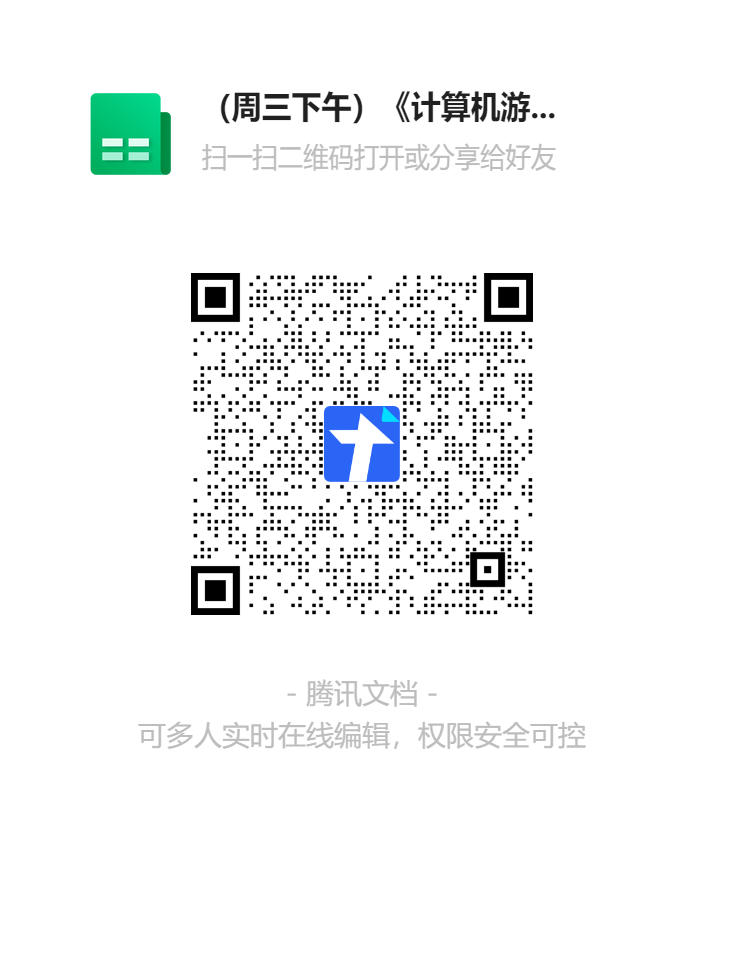 （周三下午）《计算机游...
扫一扫二维码打开或分享给好友
- 腾讯文档 -
可多人实时在线编辑，权限安全可控